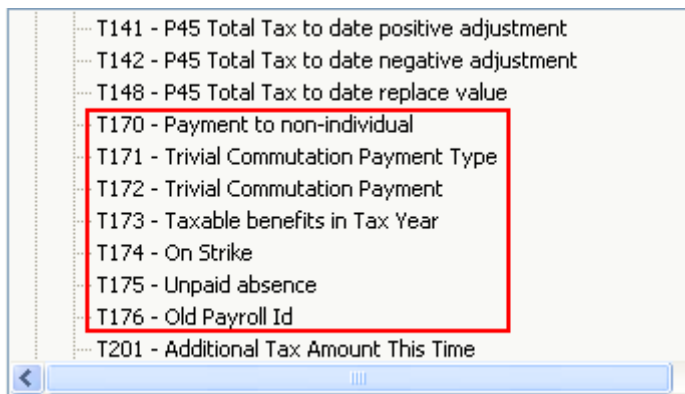 T141 - P45 Total Tax to date positive adjustment
T142 - P45 Total Tax to date negative adjustment
T148 - P45 Total Tax to date replace value
T170 - Payment to non-individual
T171 - Trivial Commutation Payment Type
T172 - Trivial Commutation Payment
T173 - Taxable benefits in Tax Year
T174 - On Strike
T175 - Unpaid absence
T176 - Old Payroll Id
T201 - Additional Tax Amount This Time